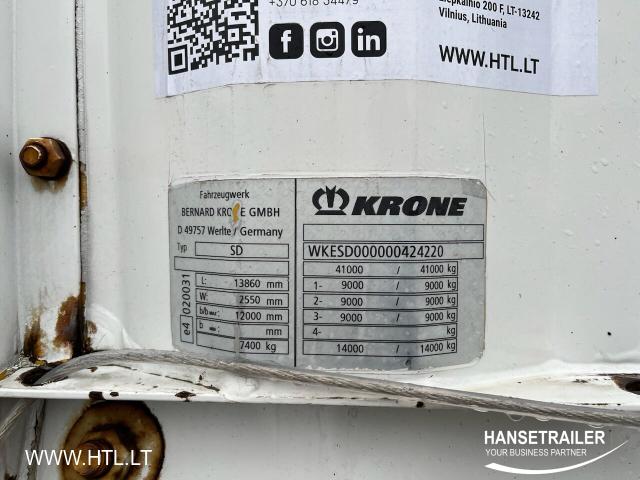 +370 618 54479
200 F, LT-13242
Vilnius, Lithuania
WWW.HTL.LT
Fahrzeugwerk
BERNARD KRONE GMBH
D 49757 Werlte / Germany
Typ SD
e4 020031
L: 13860 mm
W: 2550 mm
b/b MAX: 12000 mm
b MIN: mm
7400 kg
KRONE
WKESD000000424220
41000 / 41000 kg
1- 9000 / 9000 kg
2- 9000 / 9000 kg
3- 9000 / 9000 kg
4- kg
14000 / 14000 kg
WWW.HTL.LT
HANSETRAILER
YOUR BUSINESS PARTNER